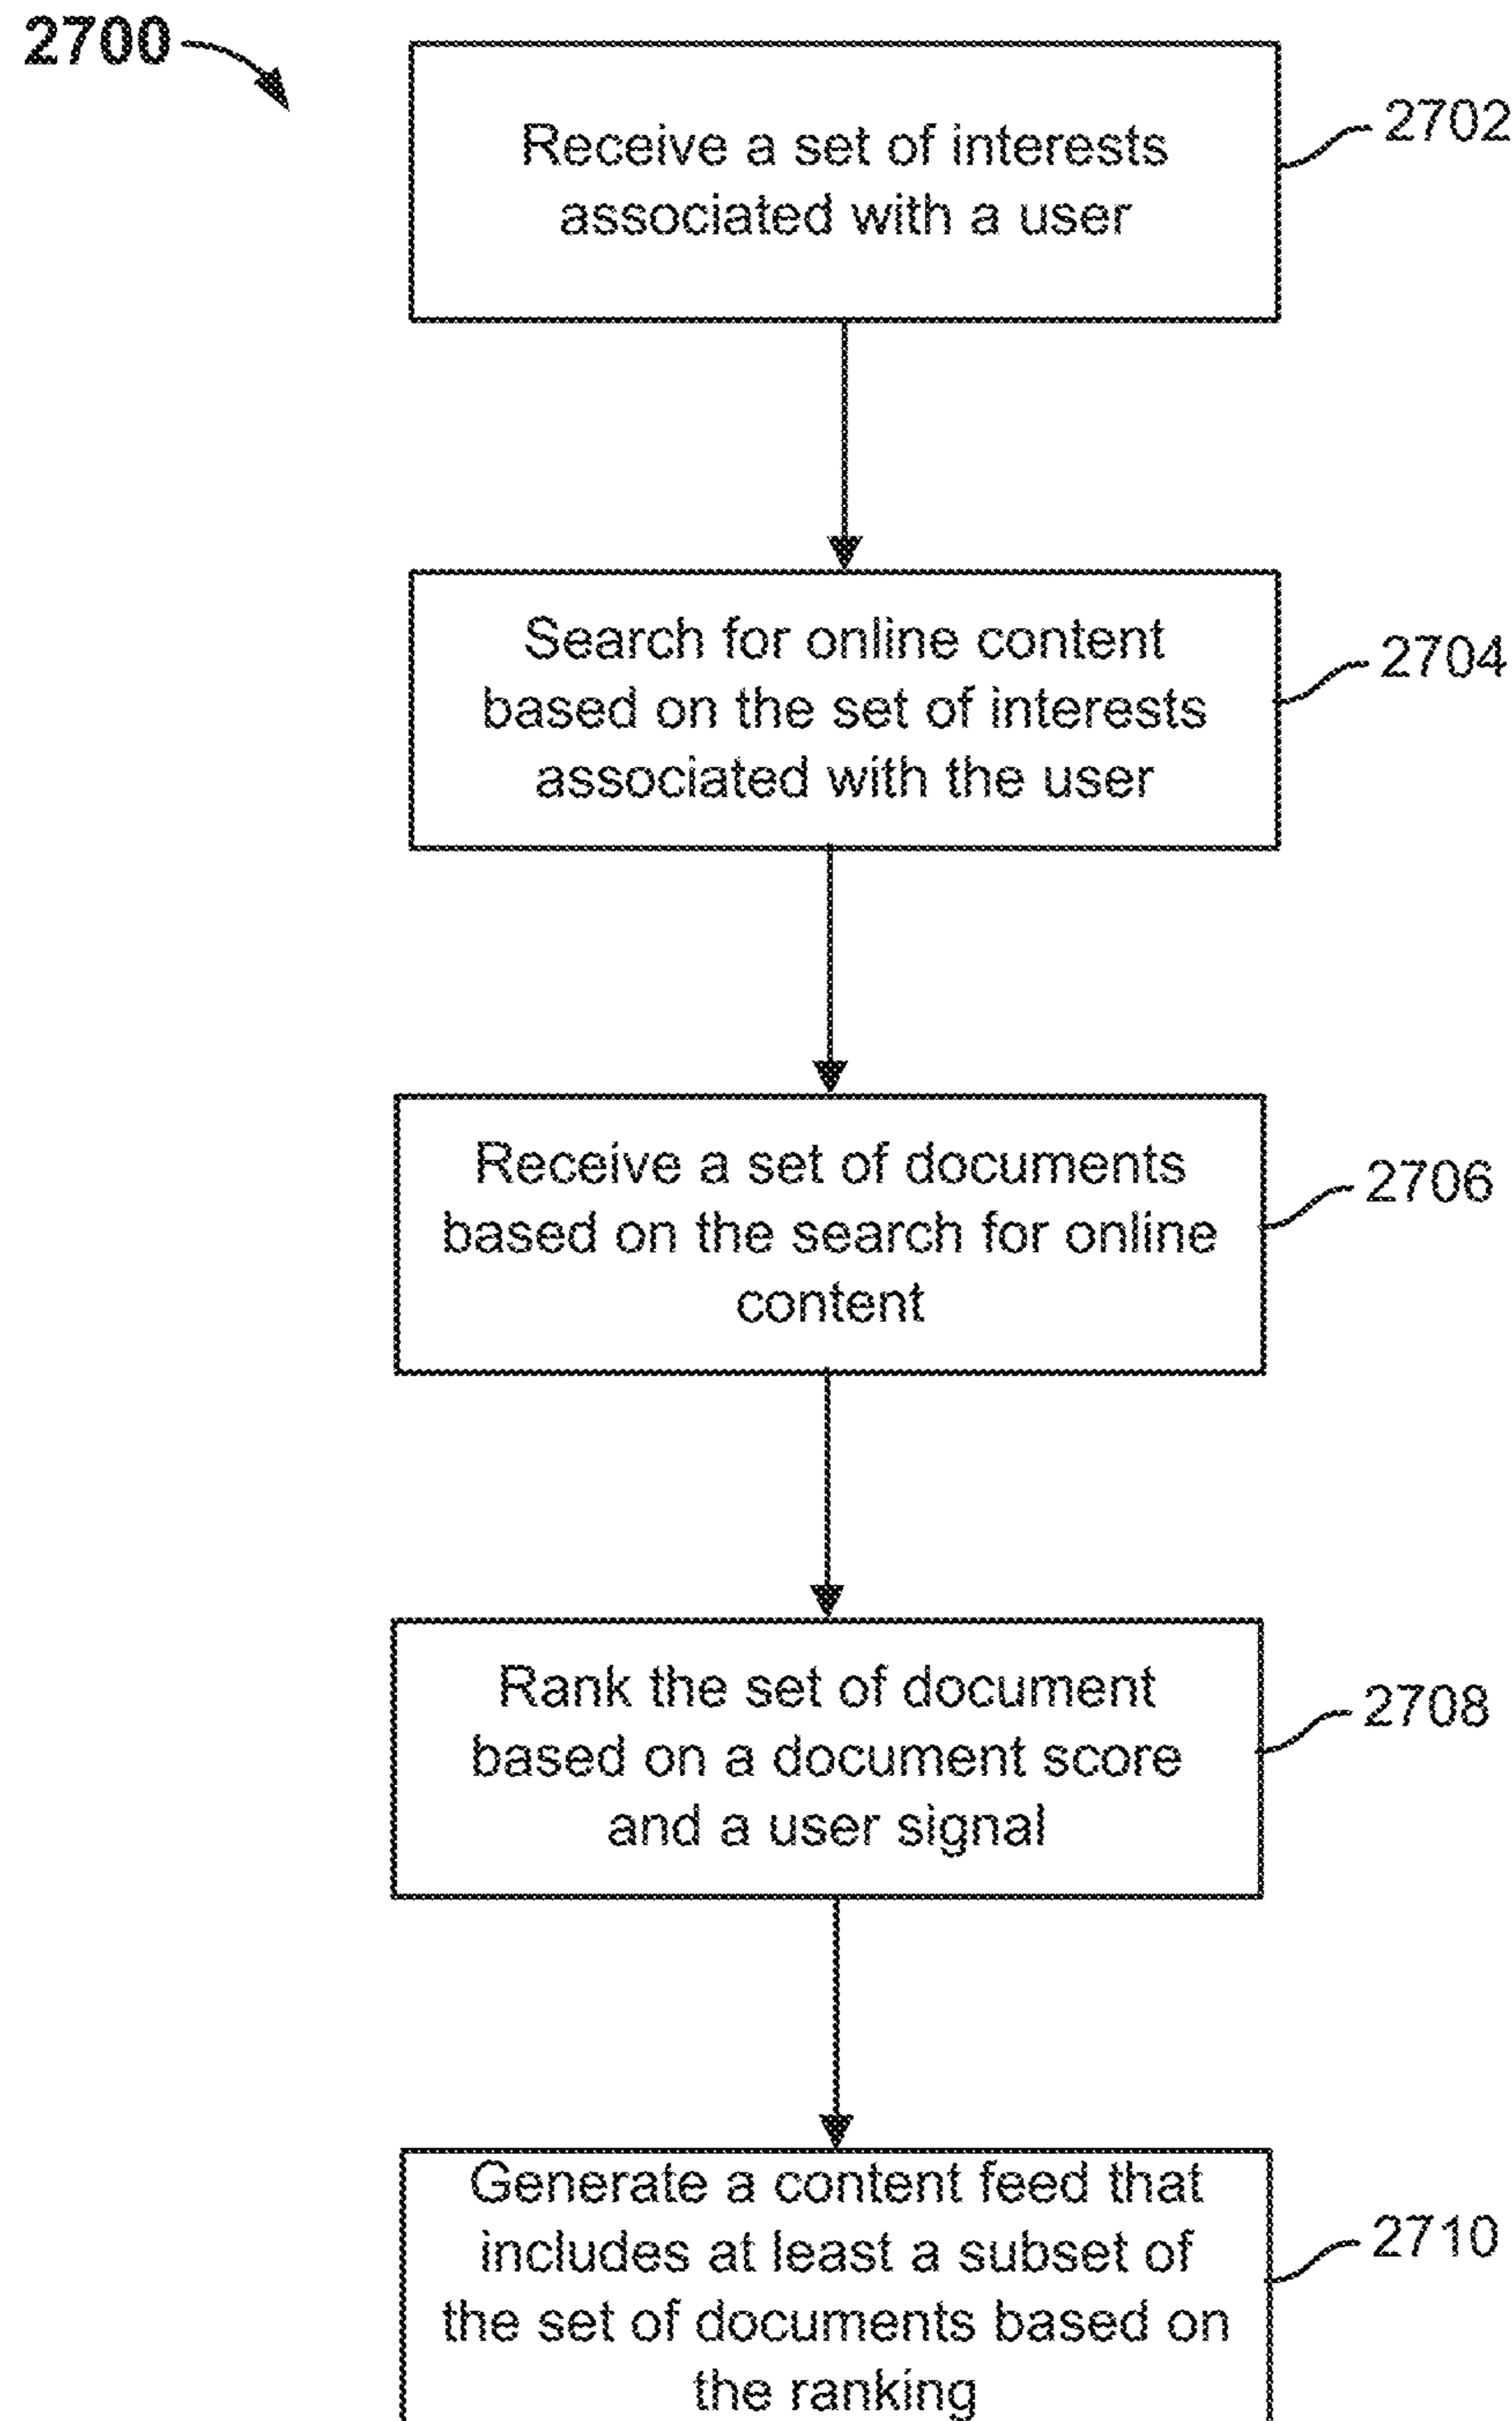 2700
Receive a set of interests
associated with a user
2702
Search for online content
based on the set of interests
associated with the user
2704
Receive a set of documents
based on the search for online
content
2706
Rank the set of document
based on a document score
and a user signal
2708
Generate a content feed that
includes at least a subset of
the set of documents based on
the ranking
2710